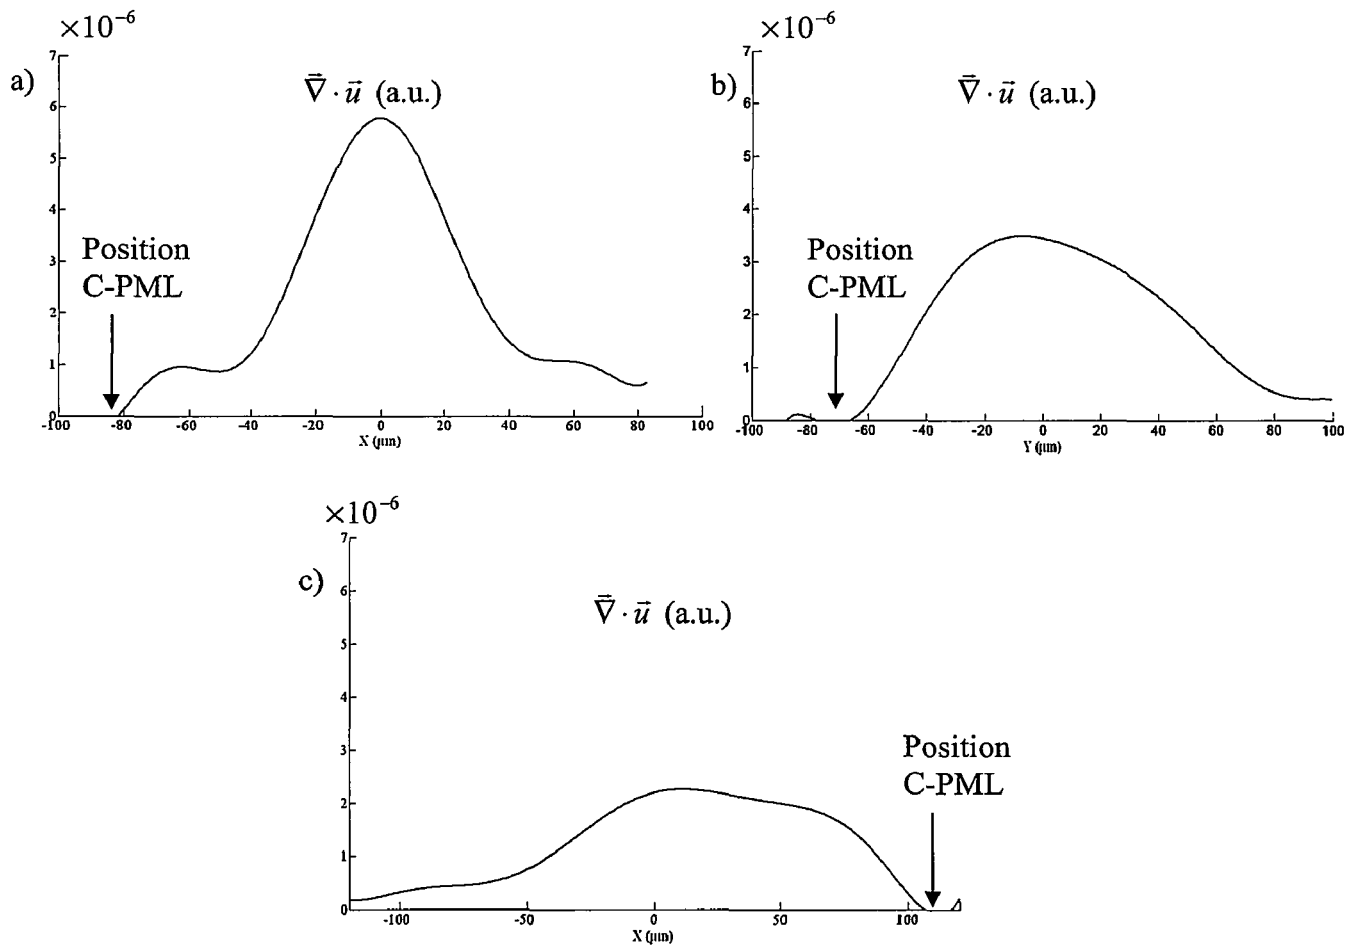 ×10⁻⁶
a)
∇⃗ · u⃗ (a.u.)
7
6
5
4
3
2
1
0
Position
C-PML
-100 -80 -60 -40 -20 0 20 40 60 80 100
X (µm)
×10⁻⁶
b)
∇⃗ · u⃗ (a.u.)
7
6
5
4
3
2
1
0
Position
C-PML
-100 -80 -60 -40 -20 0 20 40 60 80 100
Y (µm)
×10⁻⁶
c)
∇⃗ · u⃗ (a.u.)
7
6
5
4
3
2
1
0
Position
C-PML
-100 -50 0 50 100
X (µm)